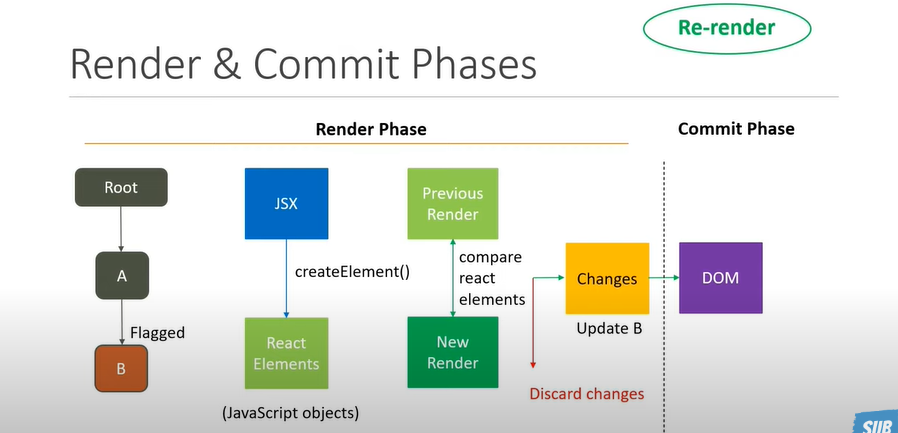 Re-render
Render & Commit Phases
Render Phase
Commit Phase
Root
A
Flagged
B
JSX
createElement()
React
Elements
(JavaScript objects)
Previous
Render
compare
react
elements
New
Render
Changes
Update B
Discard changes
DOM
SUB